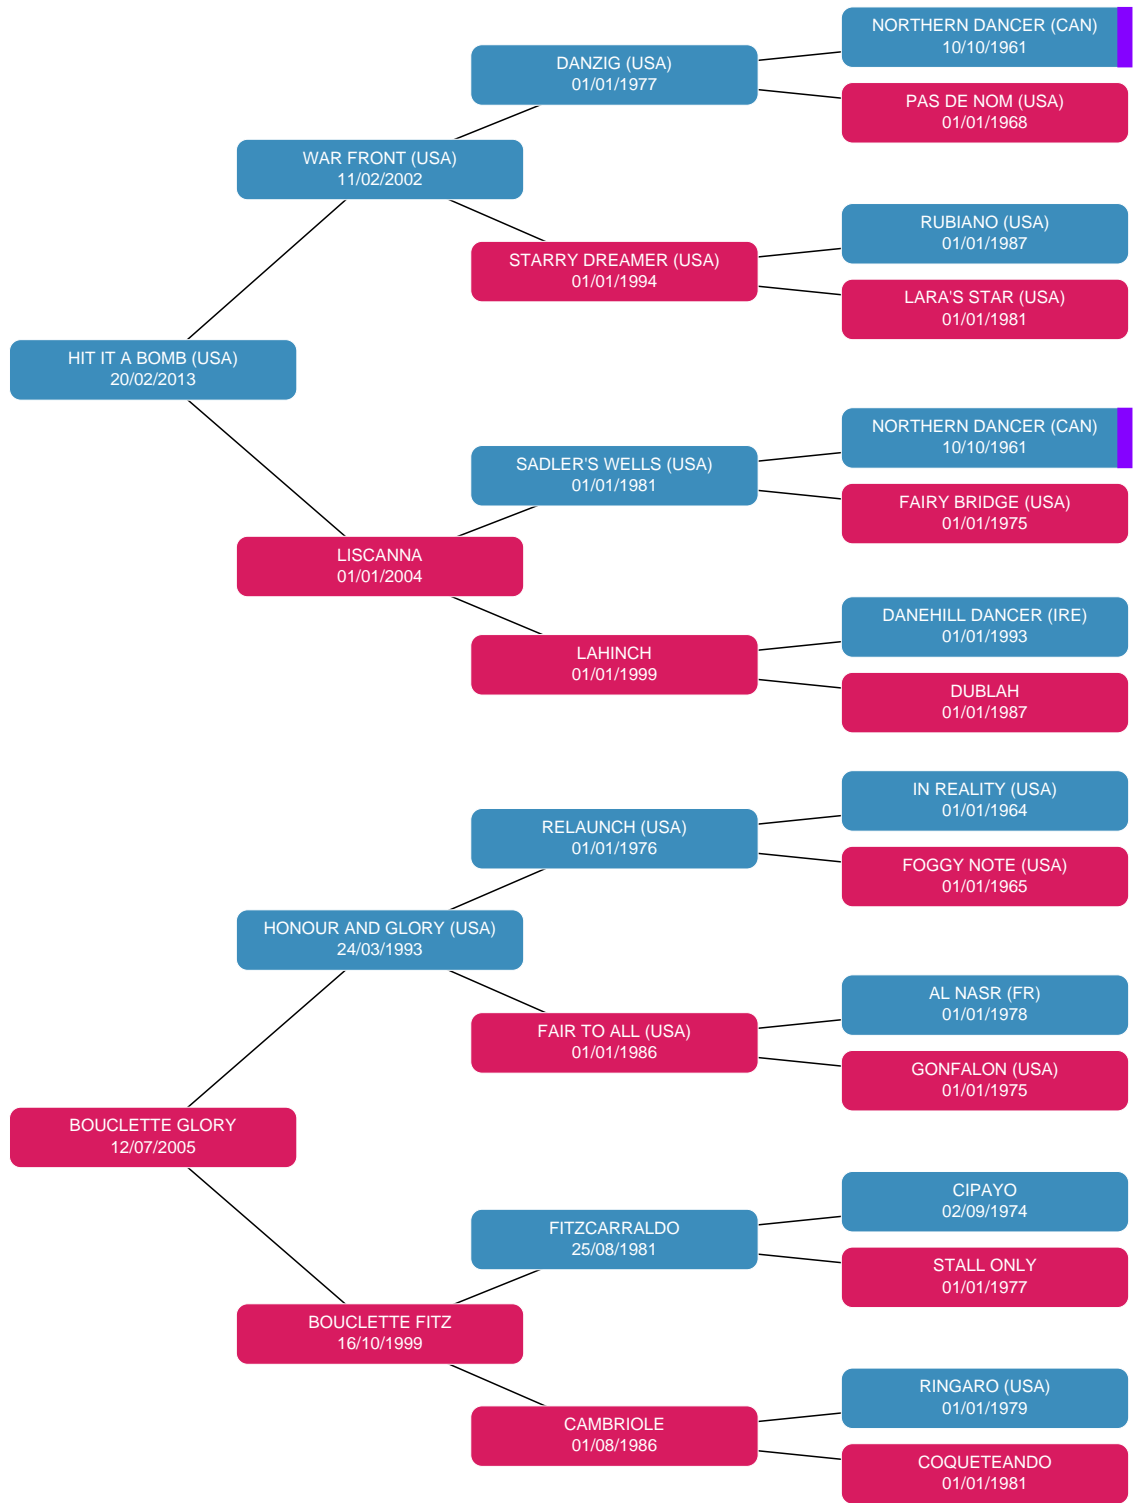 NORTHERN DANCER (CAN)
10/10/1961
DANZIG (USA)
01/01/1977
PAS DE NOM (USA)
01/01/1968
WAR FRONT (USA)
11/02/2002
RUBIANO (USA)
01/01/1987
STARRY DREAMER (USA)
01/01/1994
LARA'S STAR (USA)
01/01/1981
HIT IT A BOMB (USA)
20/02/2013
NORTHERN DANCER (CAN)
10/10/1961
SADLER'S WELLS (USA)
01/01/1981
FAIRY BRIDGE (USA)
01/01/1975
LISCANNA
01/01/2004
DANEHILL DANCER (IRE)
01/01/1993
LAHINCH
01/01/1999
DUBLAH
01/01/1987
IN REALITY (USA)
01/01/1964
RELAUNCH (USA)
01/01/1976
FOGGY NOTE (USA)
01/01/1965
HONOUR AND GLORY (USA)
24/03/1993
AL NASR (FR)
01/01/1978
FAIR TO ALL (USA)
01/01/1986
GONFALON (USA)
01/01/1975
BOUCLETTE GLORY
12/07/2005
CIPAYO
02/09/1974
FITZCARRALDO
25/08/1981
STALL ONLY
01/01/1977
BOUCLETTE FITZ
16/10/1999
RINGARO (USA)
01/01/1979
CAMBRIOLE
01/08/1986
COQUETEANDO
01/01/1981